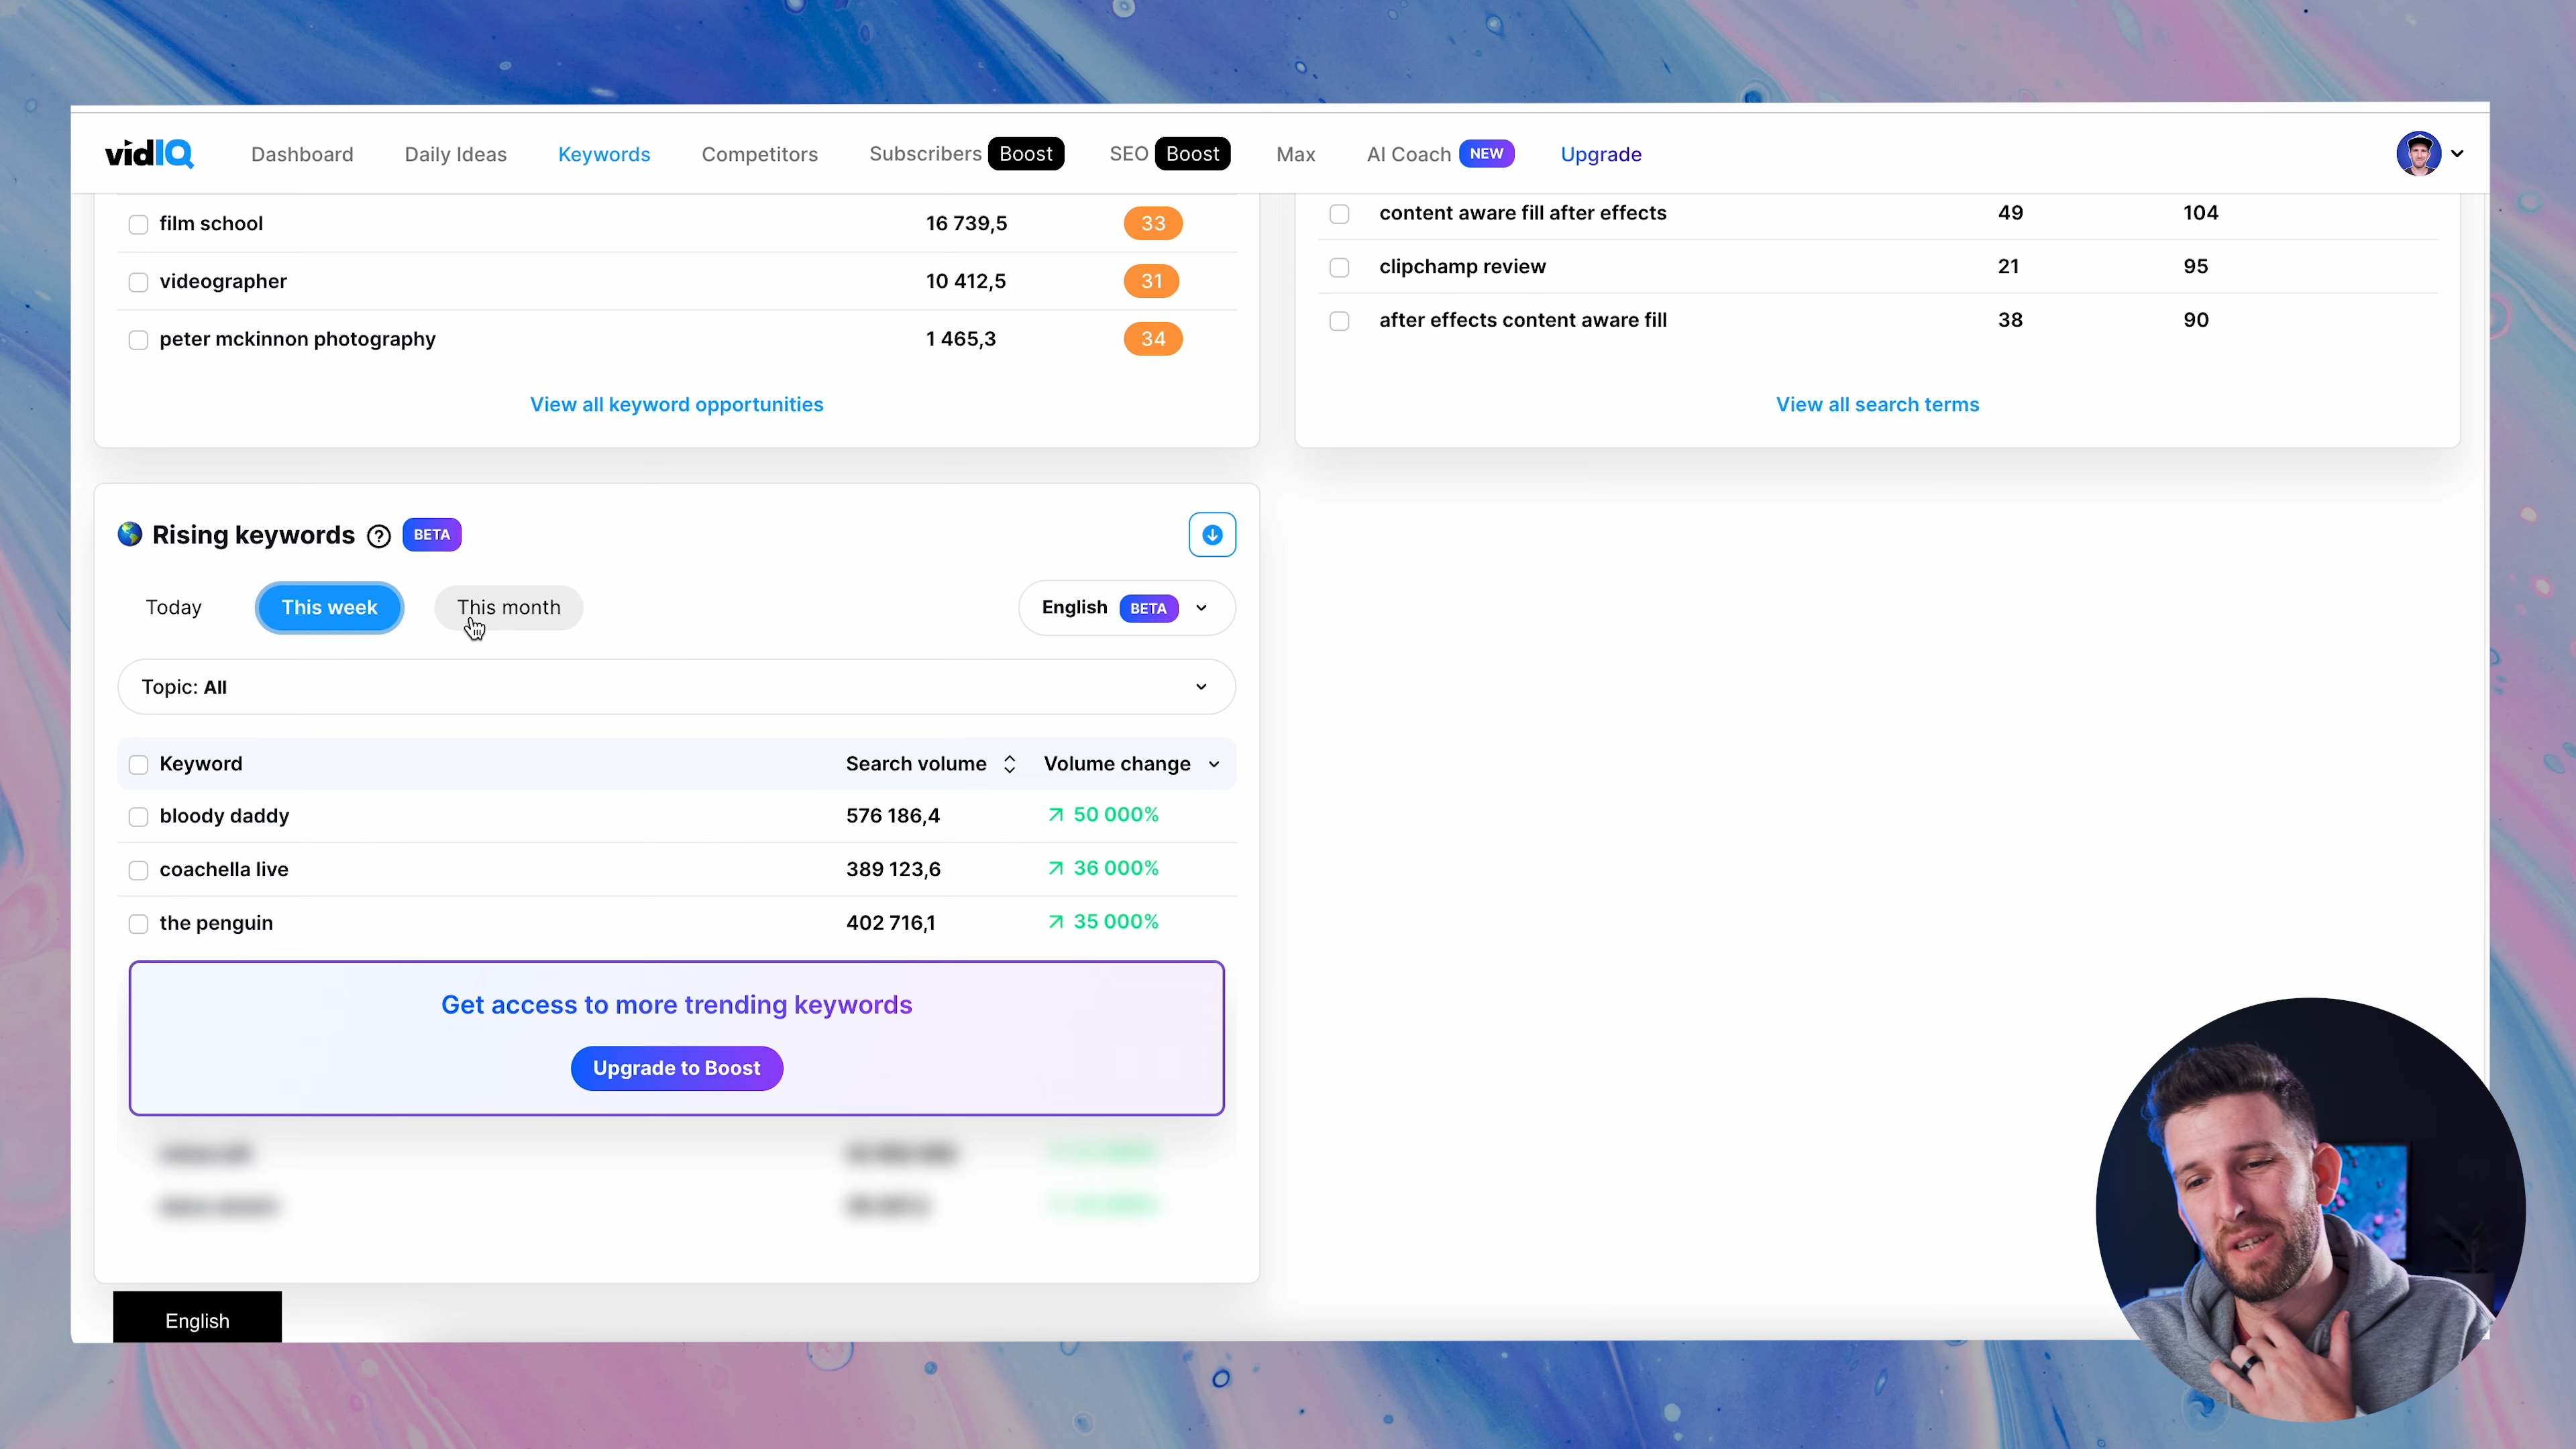 vidIQ Dashboard Daily Ideas Keywords Competitors Subscribers Boost SEO Boost Max AI Coach NEW Upgrade
film school 16 739,5 33
videographer 10 412,5 31
peter mckinnon photography 1 465,3 34
View all keyword opportunities
content aware fill after effects 49 104
clipchamp review 21 95
after effects content aware fill 38 90
View all search terms
Rising keywords ? BETA
Today This week This month English BETA
Topic: All
Keyword Search volume Volume change
bloody daddy 576 186,4 50 000%
coachella live 389 123,6 36 000%
the penguin 402 716,1 35 000%
Get access to more trending keywords
Upgrade to Boost
English